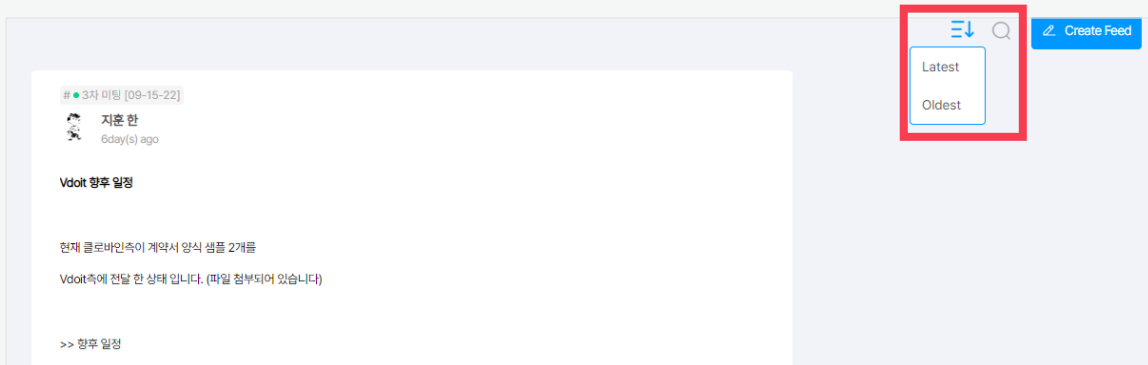 Create Feed
Latest
Oldest
# 3차 미팅 [09-15-22]
지훈 한
6day(s) ago
Vdoit 향후 일정
현재 클로바인측이 계약서 양식 샘플 2개를
Vdoit측에 전달 한 상태 입니다. (파일 첨부되어 있습니다)
>> 향후 일정